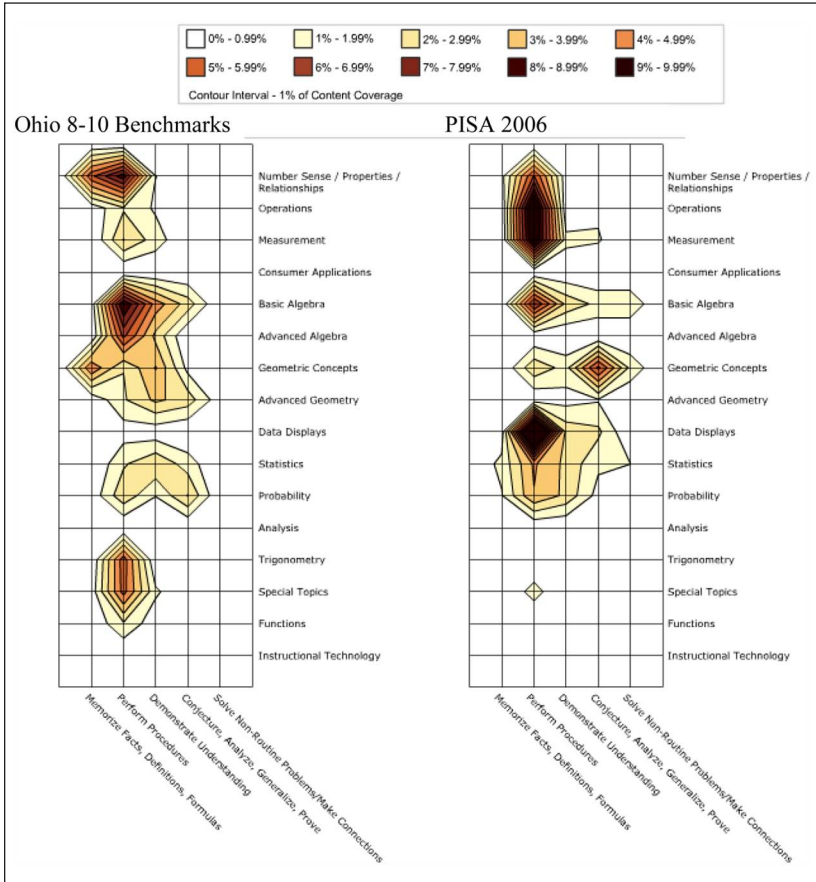 0% - 0.99% 1% - 1.99% 2% - 2.99% 3% - 3.99% 4% - 4.99%
5% - 5.99% 6% - 6.99% 7% - 7.99% 8% - 8.99% 9% - 9.99%
Contour Interval - 1% of Content Coverage
Ohio 8-10 Benchmarks
Number Sense / Properties /
Relationships
Operations
Measurement
Consumer Applications
Basic Algebra
Advanced Algebra
Geometric Concepts
Advanced Geometry
Data Displays
Statistics
Probability
Analysis
Trigonometry
Special Topics
Functions
Instructional Technology
Memorize Facts, Definitions, Formulas
Perform Procedures
Demonstrate Understanding
Conjecture, Analyze, Generalize, Prove
Solve Non-Routine Problems/Make Connections
PISA 2006
Number Sense / Properties /
Relationships
Operations
Measurement
Consumer Applications
Basic Algebra
Advanced Algebra
Geometric Concepts
Advanced Geometry
Data Displays
Statistics
Probability
Analysis
Trigonometry
Special Topics
Functions
Instructional Technology
Memorize Facts, Definitions, Formulas
Perform Procedures
Demonstrate Understanding
Conjecture, Analyze, Generalize, Prove
Solve Non-Routine Problems/Make Connections